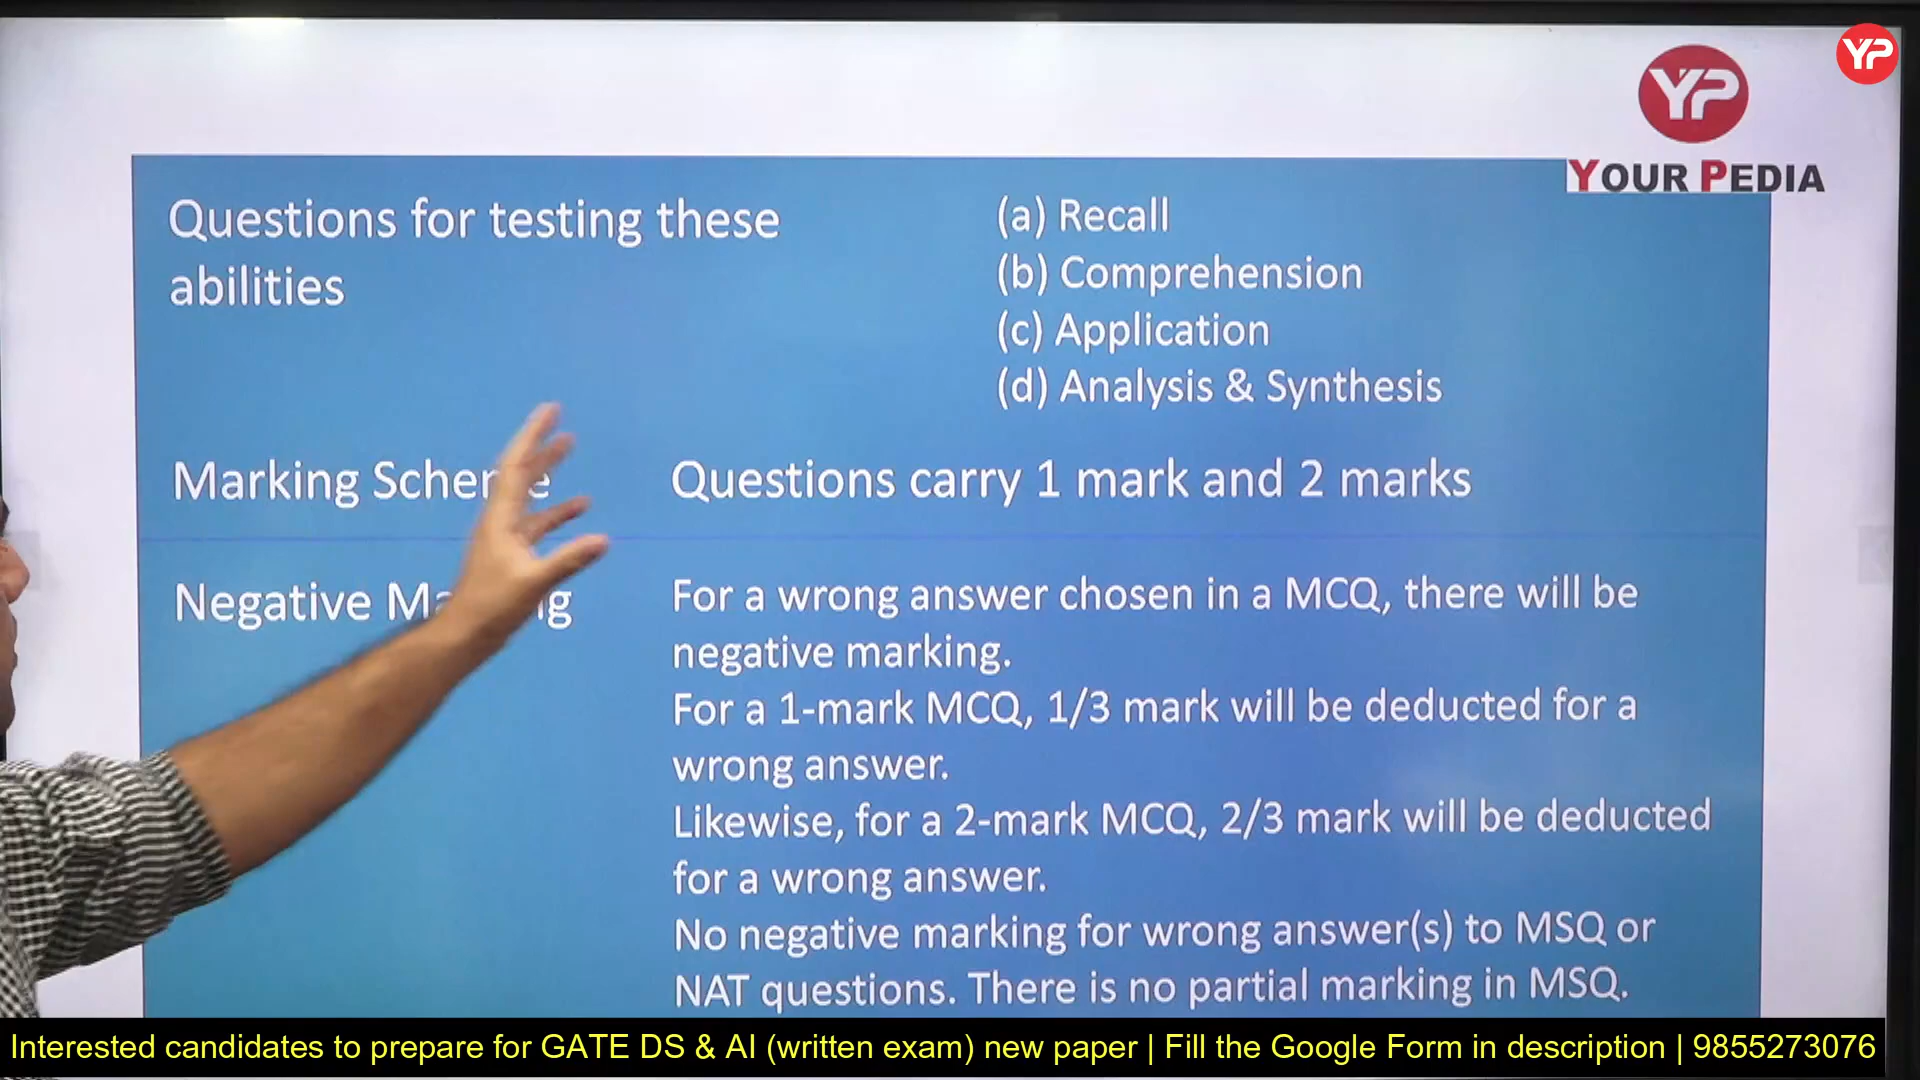 YP
YP
YOUR PEDIA
Questions for testing these
abilities
(a) Recall
(b) Comprehension
(c) Application
(d) Analysis & Synthesis
Marking Scheme Questions carry 1 mark and 2 marks
Negative Marking
For a wrong answer chosen in a MCQ, there will be
negative marking.
For a 1-mark MCQ, 1/3 mark will be deducted for a
wrong answer.
Likewise, for a 2-mark MCQ, 2/3 mark will be deducted
for a wrong answer.
No negative marking for wrong answer(s) to MSQ or
NAT questions. There is no partial marking in MSQ.
Interested candidates to prepare for GATE DS & AI (written exam) new paper | Fill the Google Form in description | 9855273076